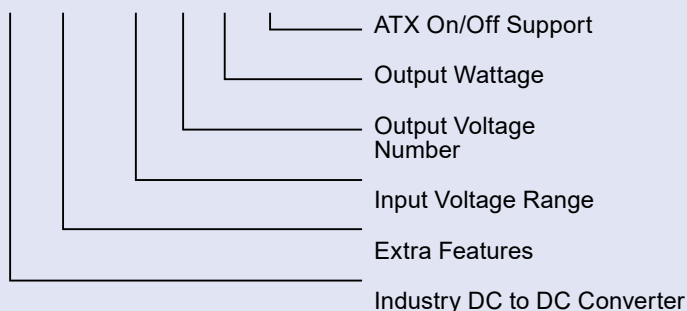 ATX On/Off Support
Output Wattage
Output Voltage
Number
Input Voltage Range
Extra Features
Industry DC to DC Converter